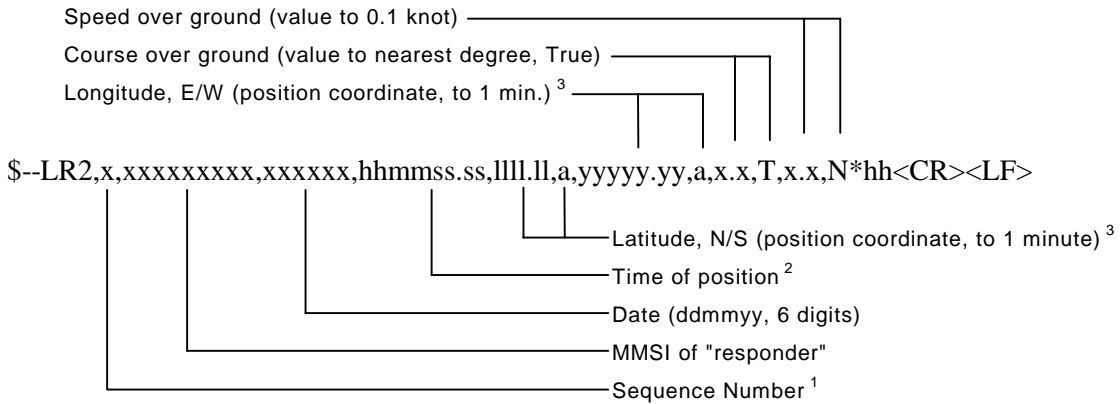 Speed over ground (value to 0.1 knot)
Course over ground (value to nearest degree, True)
Longitude, E/W (position coordinate, to 1 min.) 3
$--LR2,x,xxxxxxxxx,xxxxxx,hhmmss.ss,llll.ll,a,yyyyy.yy,a,x.x,T,x.x,N*hh<CR><LF>
Latitude, N/S (position coordinate, to 1 minute) 3
Time of position 2
Date (ddmmyy, 6 digits)
MMSI of "responder"
Sequence Number 1